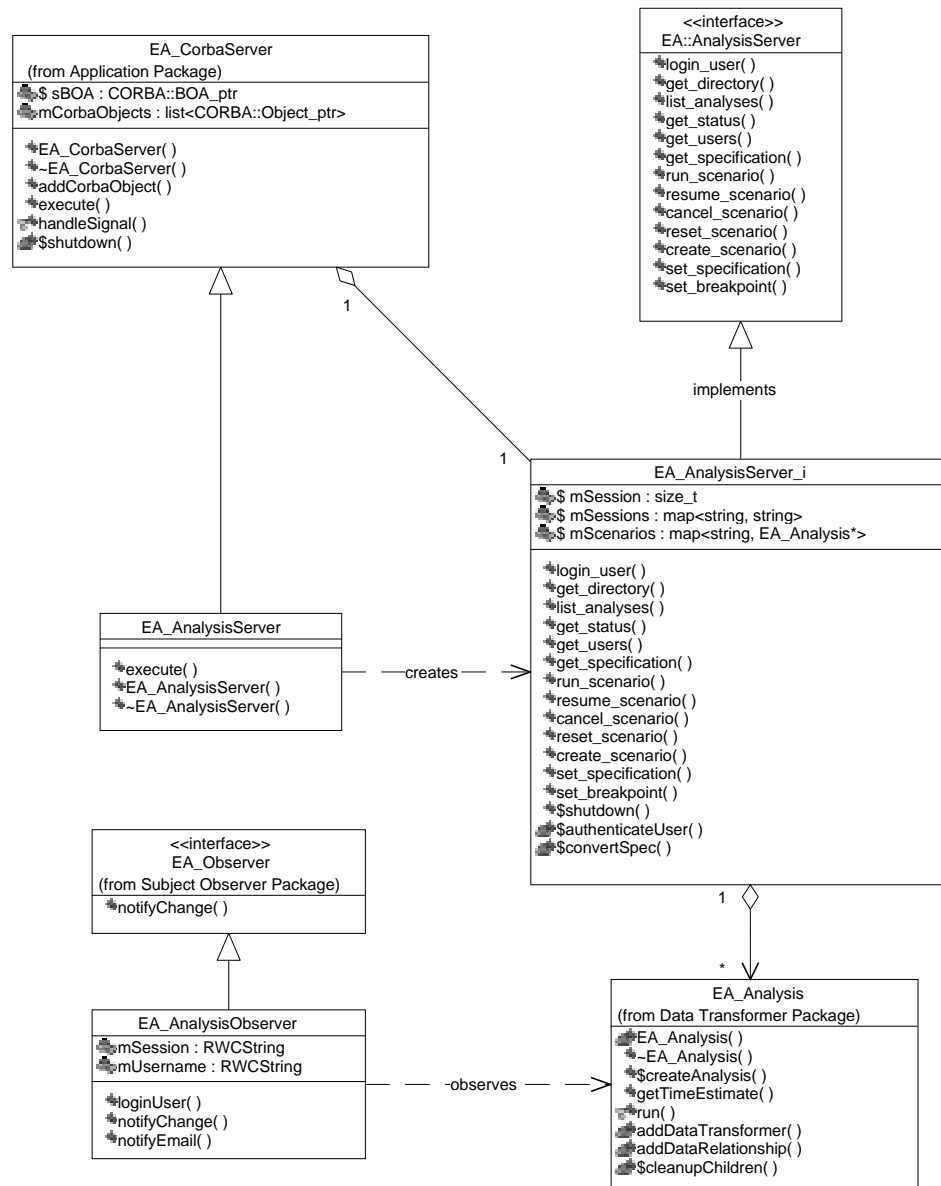 EA_CorbaServer
(from Application Package)
$ sBOA : CORBA::BOA_ptr
mCorbaObjects : list<CORBA::Object_ptr>
EA_CorbaServer( )
~EA_CorbaServer( )
addCorbaObject( )
execute( )
handleSignal( )
$shutdown( )
<<interface>>
EA::AnalysisServer
login_user( )
get_directory( )
list_analyses( )
get_status( )
get_users( )
get_specification( )
run_scenario( )
resume_scenario( )
cancel_scenario( )
reset_scenario( )
create_scenario( )
set_specification( )
set_breakpoint( )
1
implements
1
EA_AnalysisServer_i
$ mSession : size_t
$ mSessions : map<string, string>
$ mScenarios : map<string, EA_Analysis*>
login_user( )
get_directory( )
list_analyses( )
get_status( )
get_users( )
get_specification( )
run_scenario( )
resume_scenario( )
cancel_scenario( )
reset_scenario( )
create_scenario( )
set_specification( )
set_breakpoint( )
$shutdown( )
$authenticateUser( )
$convertSpec( )
EA_AnalysisServer
execute( )
EA_AnalysisServer( )
~EA_AnalysisServer( )
creates
<<interface>>
EA_Observer
(from Subject Observer Package)
notifyChange( )
1
*
EA_AnalysisObserver
mSession : RWCString
mUsername : RWCString
loginUser( )
notifyChange( )
notifyEmail( )
observes
EA_Analysis
(from Data Transformer Package)
EA_Analysis( )
~EA_Analysis( )
$createAnalysis( )
getTimeEstimate( )
run( )
addDataTransformer( )
addDataRelationship( )
$cleanupChildren( )